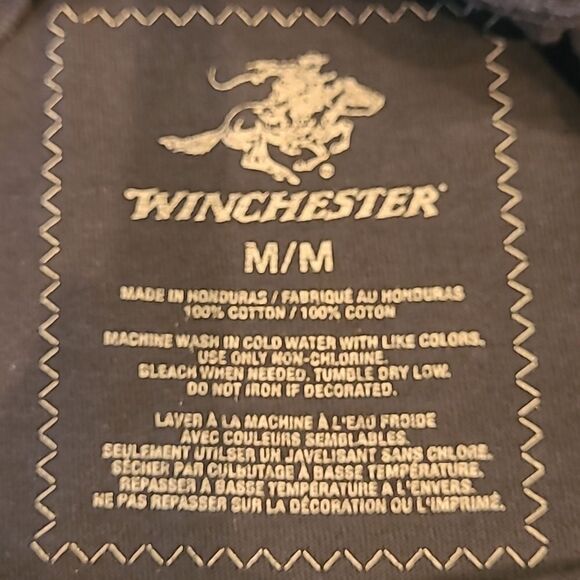 WINCHESTER®
M/M
MADE IN HONDURAS / FABRIQUÉ AU HONDURAS
100% COTTON / 100% COTON
MACHINE WASH IN COLD WATER WITH LIKE COLORS.
USE ONLY NON-CHLORINE.
BLEACH WHEN NEEDED. TUMBLE DRY LOW.
DO NOT IRON IF DECORATED.
LAVER À LA MACHINE À L'EAU FROIDE
AVEC COULEURS SEMBLABLES.
SEULEMENT UTILSER UN JAVELISANT SANS CHLORE.
SÉCHER PAR CULBUTAGE À BASSE TEMPÉRATURE.
REPASSER À BASSE TEMPÉRATURE A L'ENVERS.
NE PAS REPASSER SUR LA DÉCORATION OU L'IMPRIMÉ.